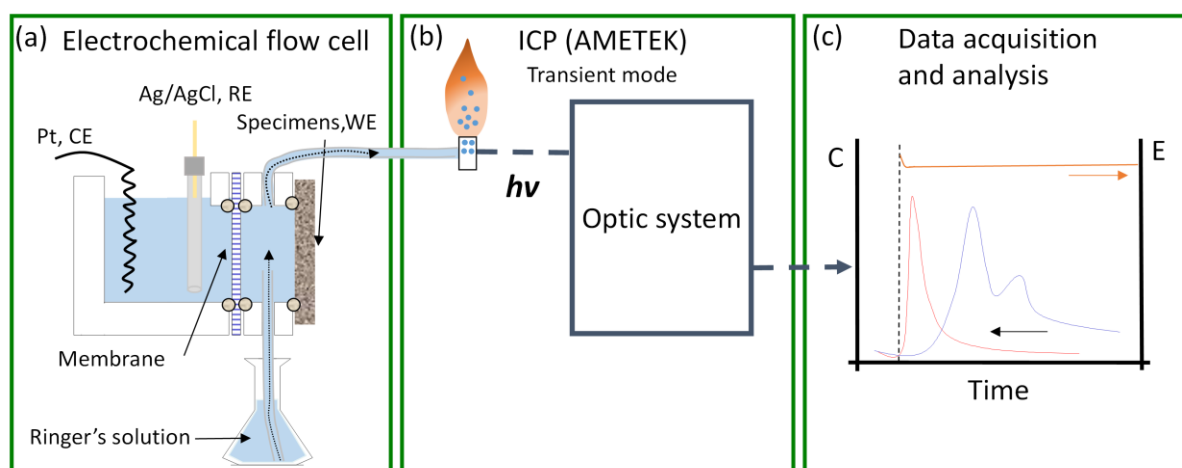 (a) Electrochemical flow cell
Ag/AgCl, RE
Pt, CE
Specimens,WE
Membrane
Ringer's solution
(b) ICP (AMETEK)
Transient mode
hν
Optic system
(c) Data acquisition
and analysis
C
E
Time